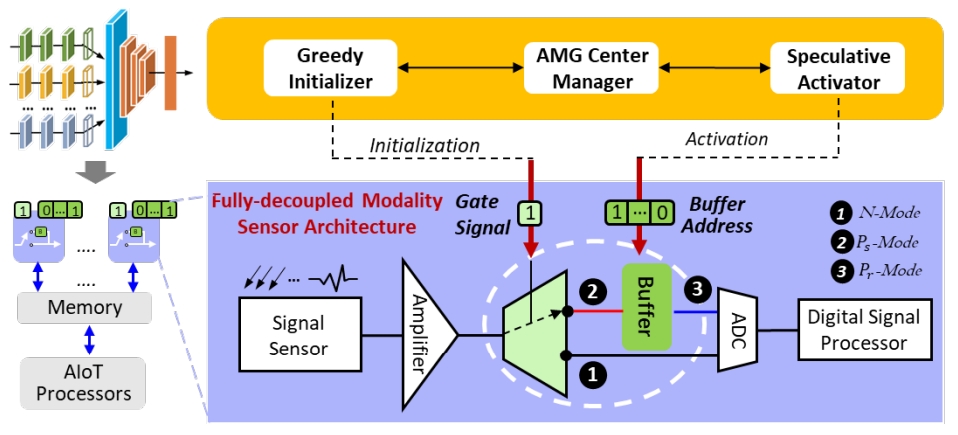 Greedy
Initializer
AMG Center
Manager
Speculative
Activator
...
...
...
...
Initialization
Activation
1
0
...
1
1
0
...
1
B
B
....
....
Memory
AIoT
Processors
Fully-decoupled Modality
Sensor Architecture
Gate
Signal
1
1
...
0
Buffer
Address
1 N-Mode
2 Ps-Mode
3 Pr-Mode
...
Signal
Sensor
Amplifier
2
Buffer
3
1
ADC
Digital Signal
Processor